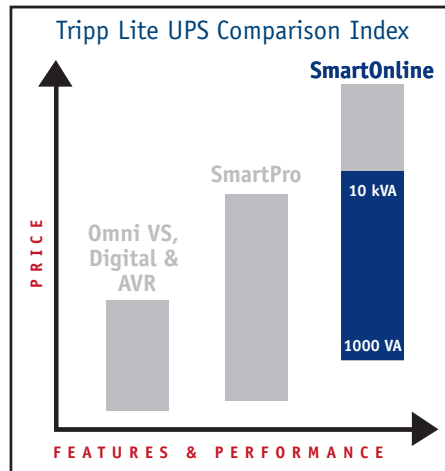 Tripp Lite UPS Comparison Index
SmartOnline
10 kVA
SmartPro
Omni VS,
Digital &
AVR
1000 VA
PRICE
FEATURES & PERFORMANCE